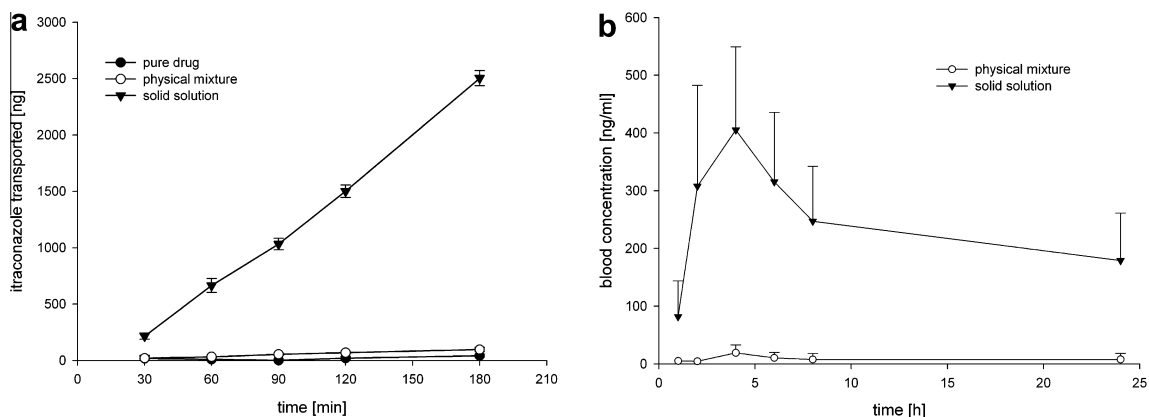 a
3000
2500
2000
1500
1000
500
0
itraconazole transported [ng]
pure drug
physical mixture
solid solution
0 30 60 90 120 150 180 210
time [min]
b
600
500
400
300
200
100
0
blood concentration [ng/ml]
physical mixture
solid solution
0 5 10 15 20 25
time [h]